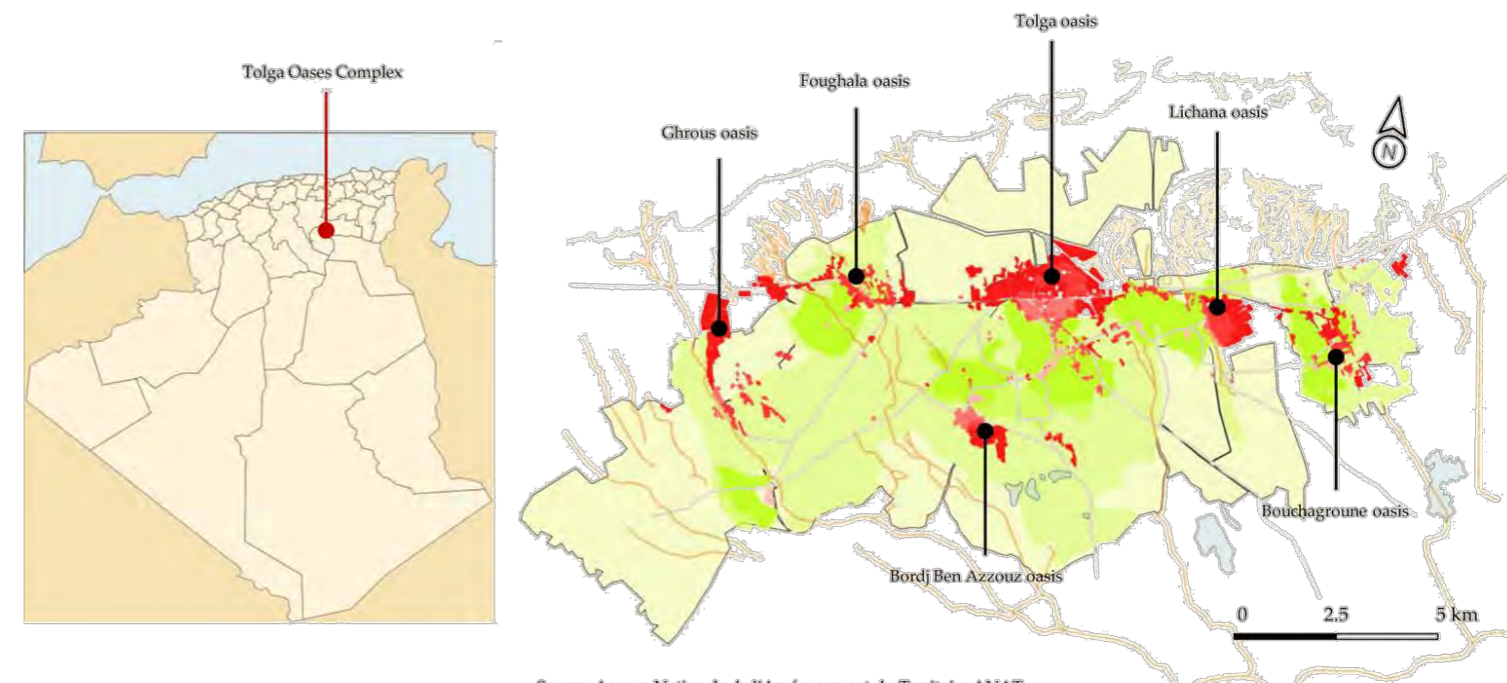 Tolga Oases Complex
Tolga oasis
Foughala oasis
Lichana oasis
Ghrous oasis
N
Bouchagroune oasis
Bordj Ben Azzouz oasis
0 2.5 5 km